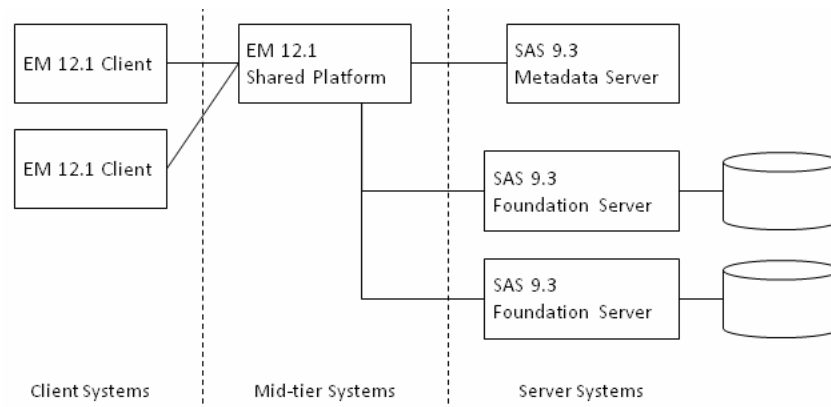 EM 12.1 Client
EM 12.1
Shared Platform
SAS 9.3
Metadata Server
EM 12.1 Client
SAS 9.3
Foundation Server
SAS 9.3
Foundation Server
Client Systems
Mid-tier Systems
Server Systems